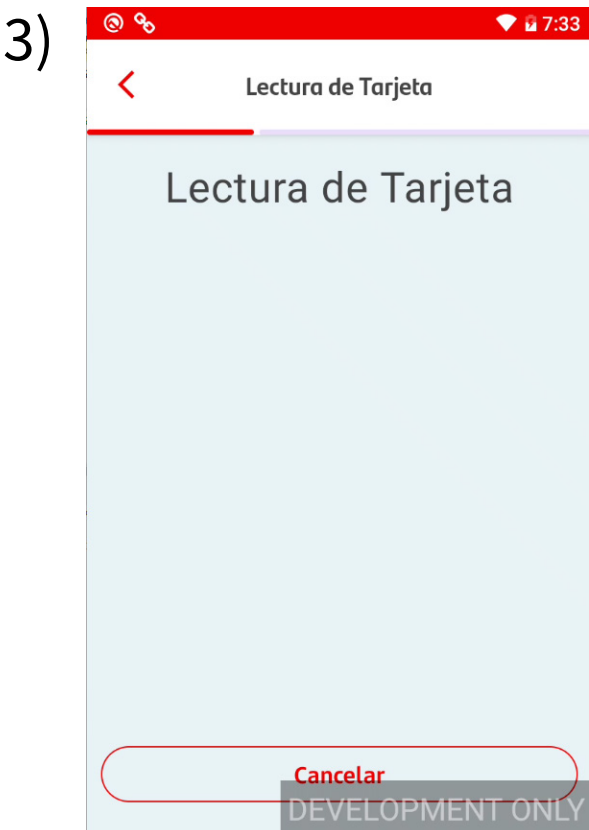 3)
7:33
Lectura de Tarjeta
Lectura de Tarjeta
Cancelar
DEVELOPMENT ONLY